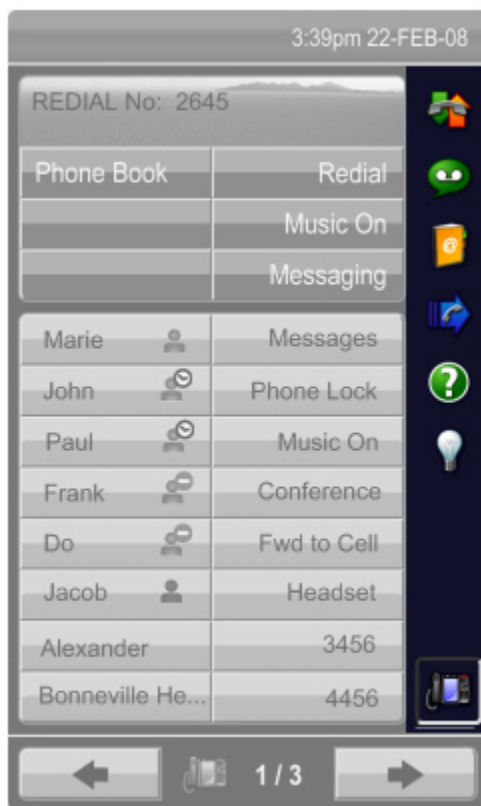 3:39pm 22-FEB-08
REDIAL No: 2645
Phone Book Redial
Music On
Messaging
Marie Messages
John Phone Lock
Paul Music On
Frank Conference
Do Fwd to Cell
Jacob Headset
Alexander 3456
Bonneville He... 4456
1 / 3